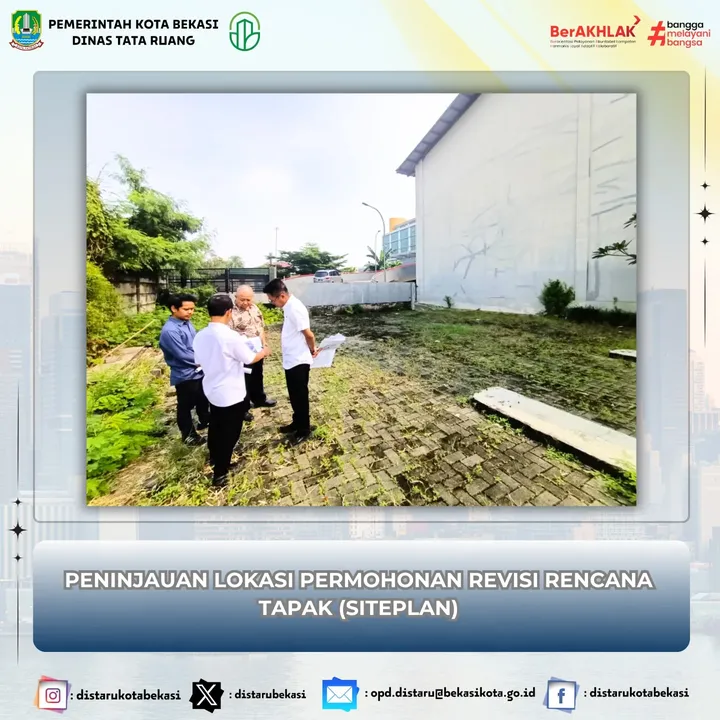 PEMERINTAH KOTA BEKASI
DINAS TATA RUANG
BerAKHLAK
#bangga
melayani
bangsa
PENINJAUAN LOKASI PERMOHONAN REVISI RENCANA
TAPAK (SITEPLAN)
: distarukotabekasi
: distarubekasi
: opd.distaru@bekasikota.go.id
: distarukotabekasi